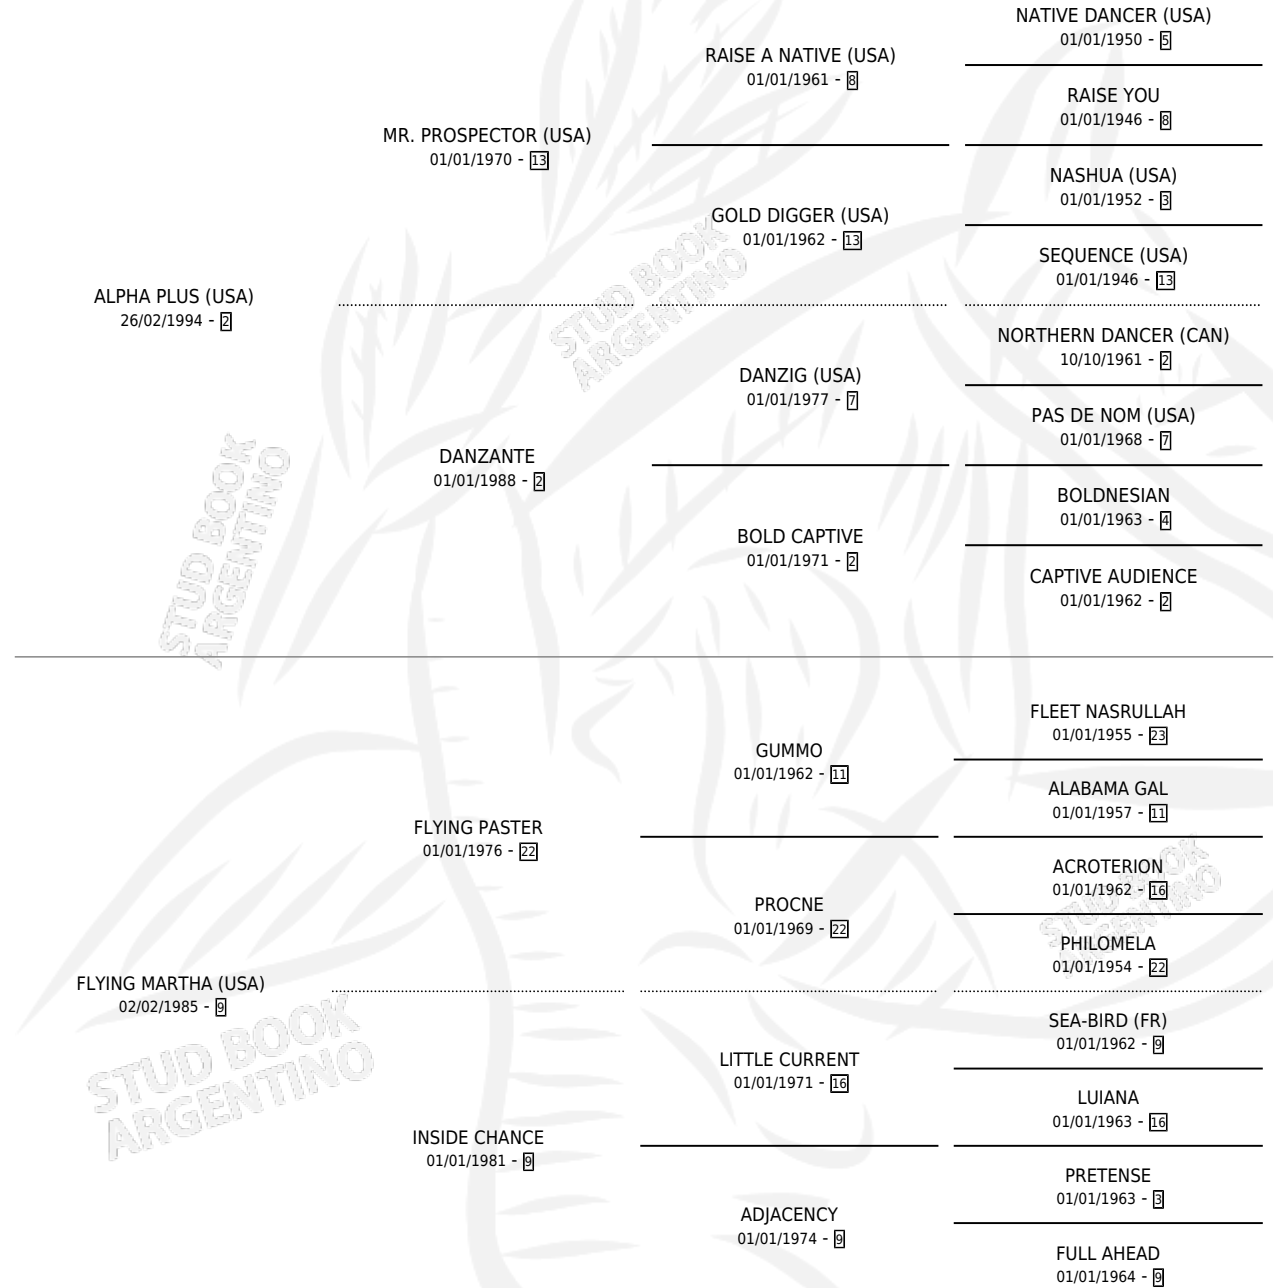 NATIVE DANCER (USA)
01/01/1950 - 5
RAISE A NATIVE (USA)
01/01/1961 - 8
RAISE YOU
01/01/1946 - 8
MR. PROSPECTOR (USA)
01/01/1970 - 13
NASHUA (USA)
01/01/1952 - 3
GOLD DIGGER (USA)
01/01/1962 - 13
SEQUENCE (USA)
01/01/1946 - 13
ALPHA PLUS (USA)
26/02/1994 - 2
STUD BOOK
ARGENTINO
NORTHERN DANCER (CAN)
10/10/1961 - 2
DANZIG (USA)
01/01/1977 - 7
PAS DE NOM (USA)
01/01/1968 - 7
DANZANTE
01/01/1988 - 2
BOLDNESIAN
01/01/1963 - 4
BOLD CAPTIVE
01/01/1971 - 2
CAPTIVE AUDIENCE
01/01/1962 - 2
STUD BOOK
ARGENTINO
FLEET NASRULLAH
01/01/1955 - 23
GUMMO
01/01/1962 - 11
ALABAMA GAL
01/01/1957 - 11
FLYING PASTER
01/01/1976 - 22
ACROTERION
01/01/1962 - 16
PROCNE
01/01/1969 - 22
PHILOMELA
01/01/1954 - 22
STUD BOOK
ARGENTINO
FLYING MARTHA (USA)
02/02/1985 - 9
SEA-BIRD (FR)
01/01/1962 - 9
LITTLE CURRENT
01/01/1971 - 16
LUIANA
01/01/1963 - 16
STUD BOOK
ARGENTINO
INSIDE CHANCE
01/01/1981 - 9
PRETENSE
01/01/1963 - 3
ADJACENCY
01/01/1974 - 9
FULL AHEAD
01/01/1964 - 9